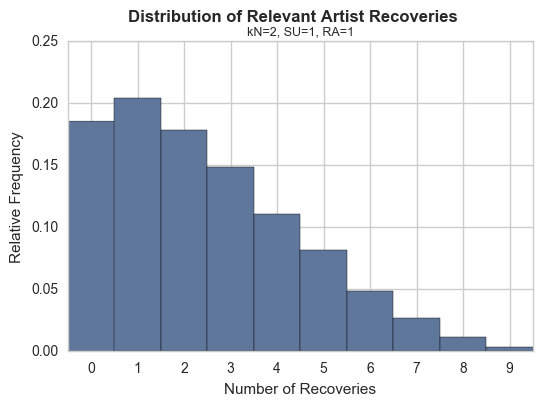 Distribution of Relevant Artist Recoveries
kN=2, SU=1, RA=1
0.25
0.20
0.15
0.10
0.05
0.00
Relative Frequency
0 1 2 3 4 5 6 7 8 9
Number of Recoveries